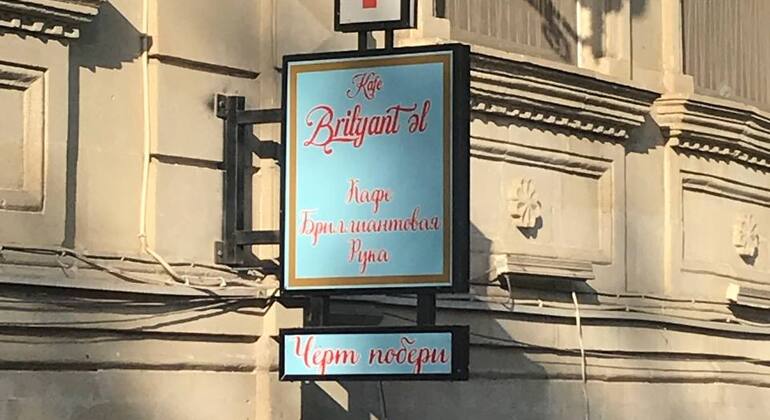 Kafe
Brilyant əl
Кафе
Бриллиантовая
Рука
Черт побери